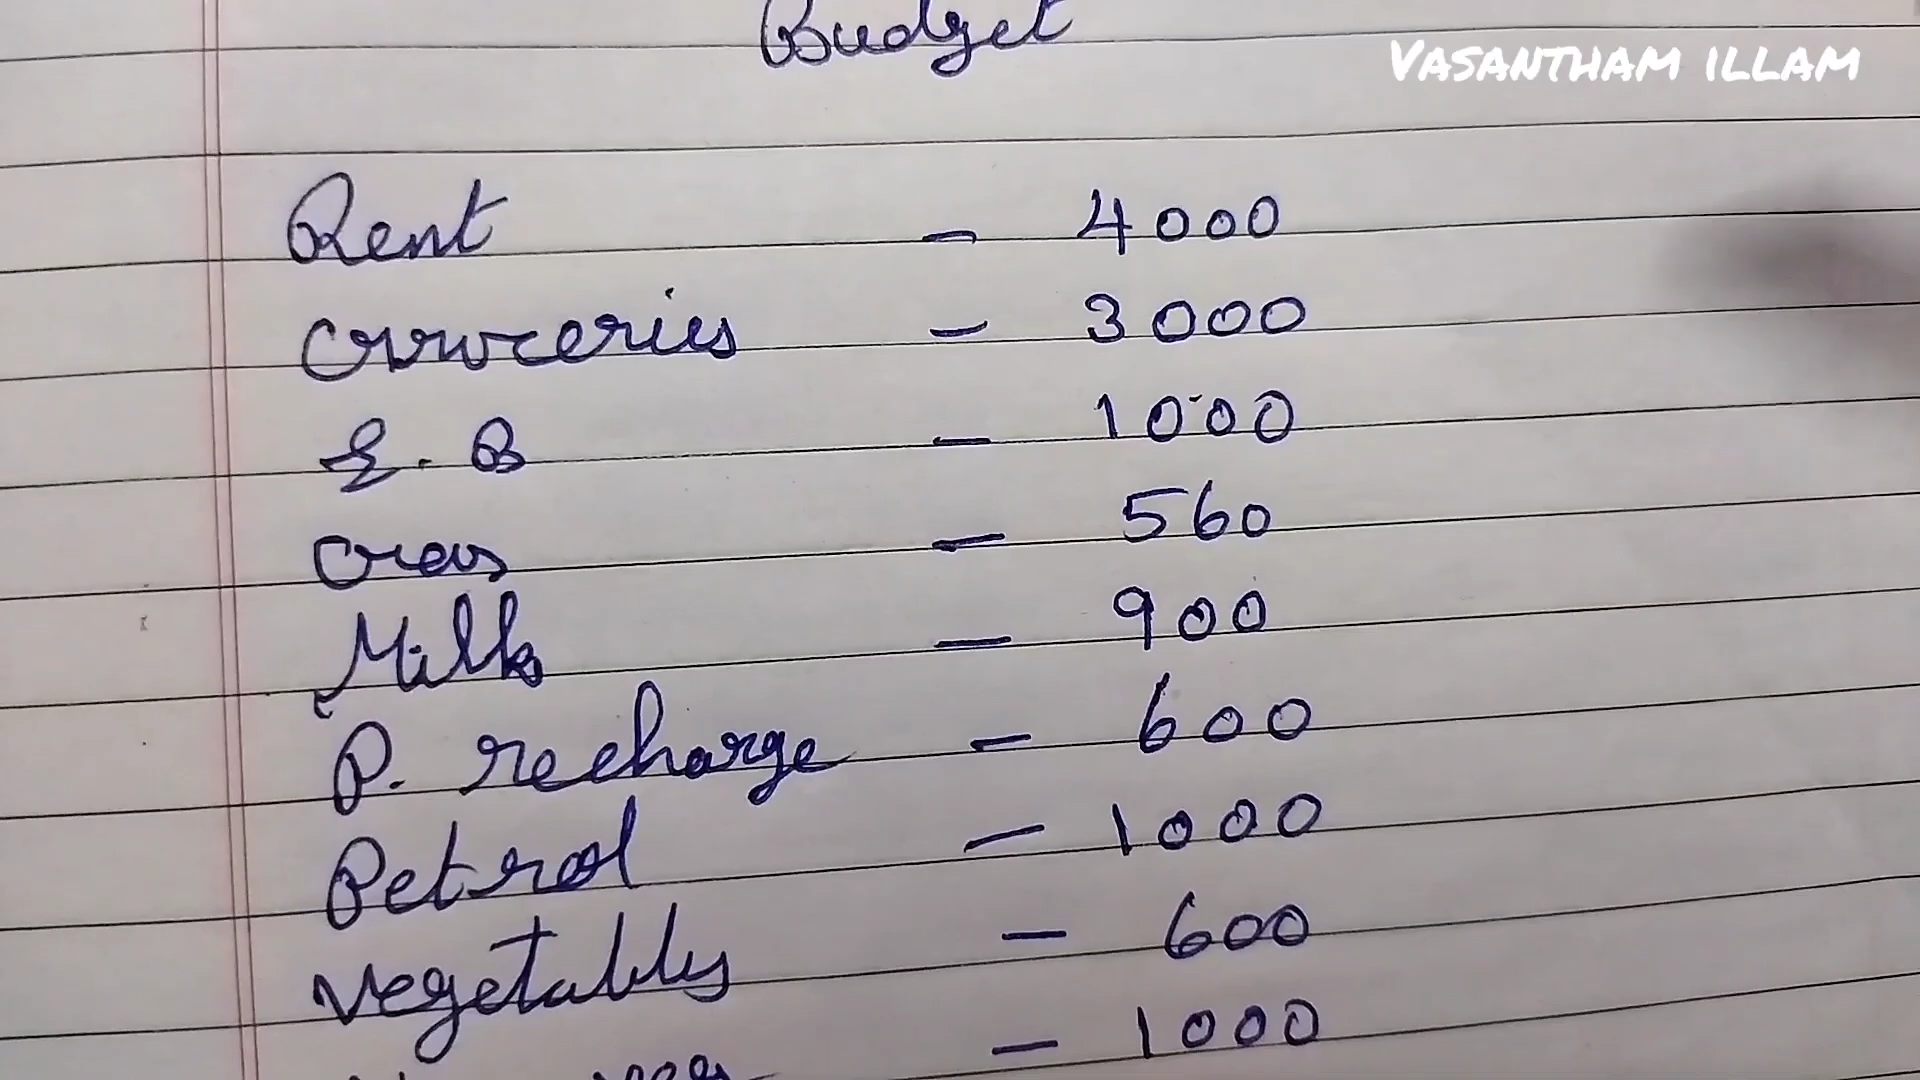 Budget
VASANTHAM ILLAM
Rent - 4000
Groceries - 3000
E.B - 1000
Gas - 560
Milk - 900
P. recharge - 600
Petrol - 1000
Vegetables - 600
- 1000